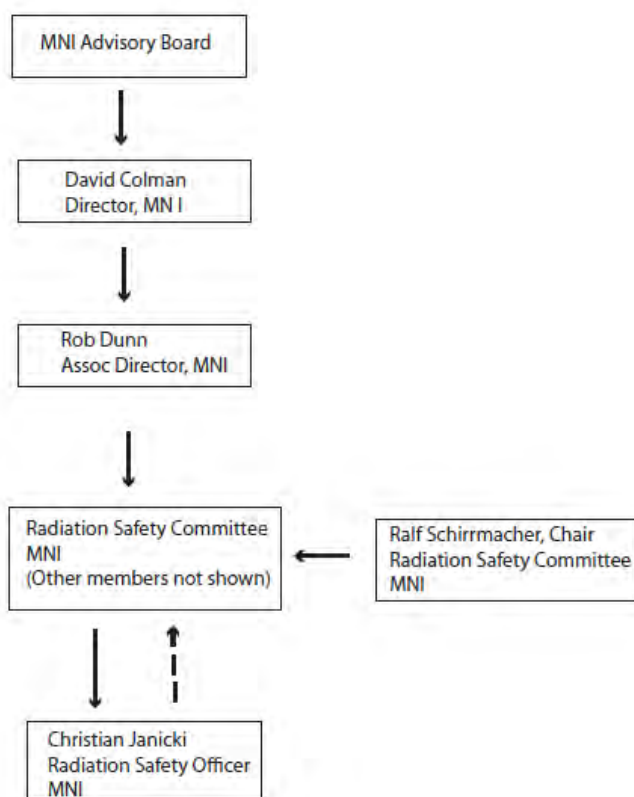 MNI Advisory Board
David Colman
Director, MN I
Rob Dunn
Assoc Director, MNI
Radiation Safety Committee
MNI
(Other members not shown)
Ralf Schirrmacher, Chair
Radiation Safety Committee
MNI
Christian Janicki
Radiation Safety Officer
MNI